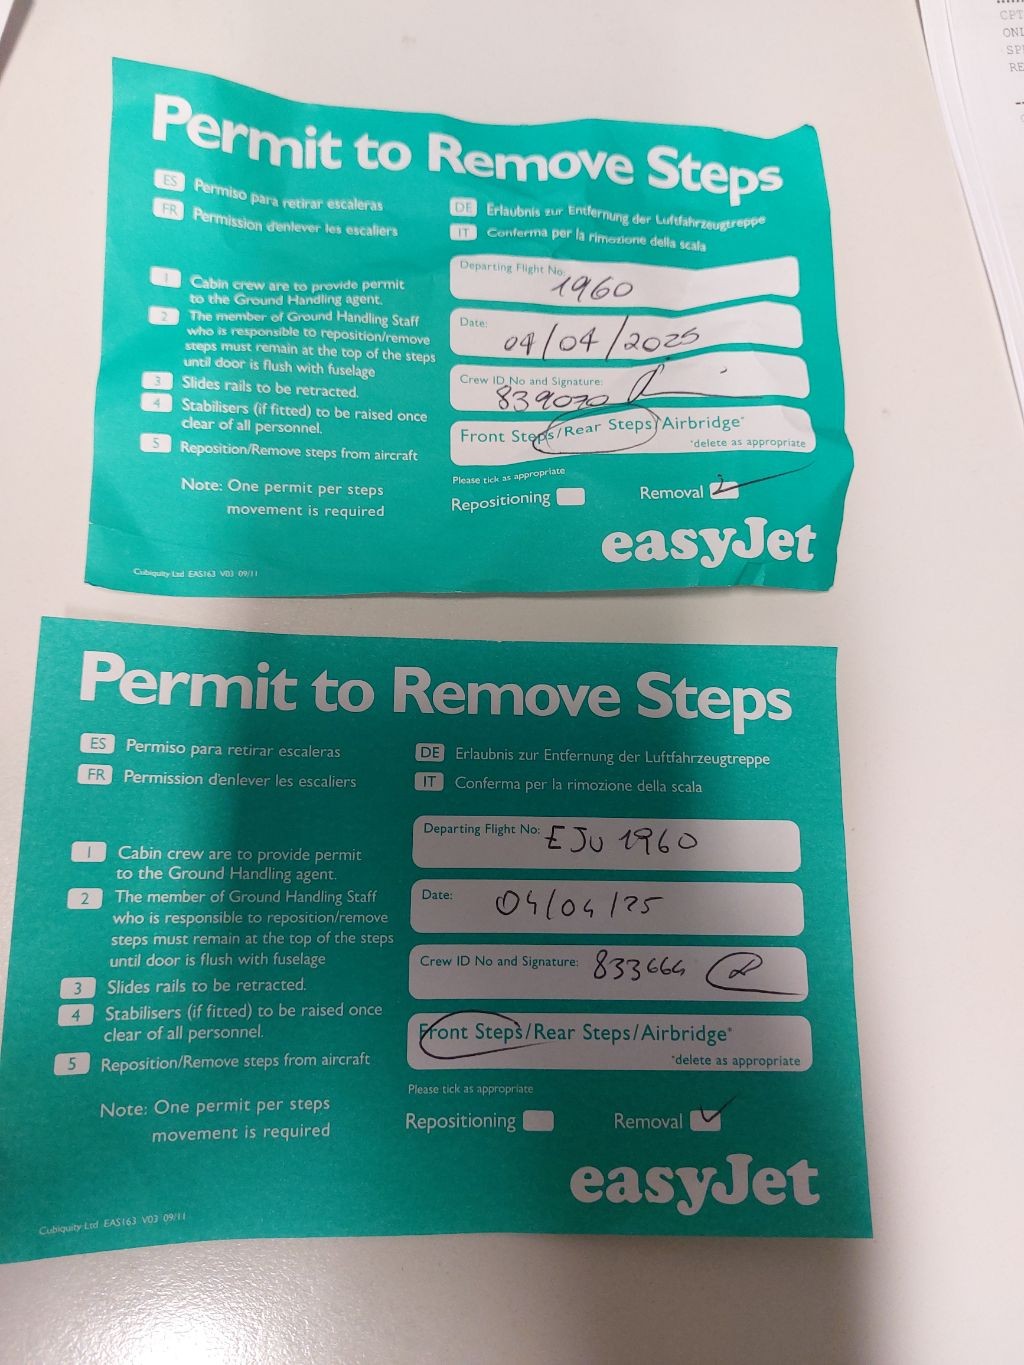 CPT
ONL
SPE
RE
Permit to Remove Steps
ES Permiso para retirar escaleras
FR Permission d'enlever les escaliers
DE Erlaubnis zur Entfernung der Luftfahrzeugtreppe
IT Conferma per la rimozione della scala
1 Cabin crew are to provide permit
to the Ground Handling agent.
2 The member of Ground Handling Staff
who is responsible to reposition/remove
steps must remain at the top of the steps
until door is flush with fuselage
3 Slides rails to be retracted.
4 Stabilisers (if fitted) to be raised once
clear of all personnel.
5 Reposition/Remove steps from aircraft
Note: One permit per steps
movement is required
Departing Flight No: 1960
Date: 04/04/2025
Crew ID No and Signature:
839070
Front Steps/Rear Steps/Airbridge*
*delete as appropriate
Please tick as appropriate
Repositioning Removal
easyJet
Cubiquity Ltd EAS163 V03 09/11
Permit to Remove Steps
ES Permiso para retirar escaleras
FR Permission d'enlever les escaliers
DE Erlaubnis zur Entfernung der Luftfahrzeugtreppe
IT Conferma per la rimozione della scala
1 Cabin crew are to provide permit
to the Ground Handling agent.
2 The member of Ground Handling Staff
who is responsible to reposition/remove
steps must remain at the top of the steps
until door is flush with fuselage
3 Slides rails to be retracted.
4 Stabilisers (if fitted) to be raised once
clear of all personnel.
5 Reposition/Remove steps from aircraft
Note: One permit per steps
movement is required
Departing Flight No: EJU 1960
Date: 04/04/25
Crew ID No and Signature: 833664
Front Steps/Rear Steps/Airbridge*
*delete as appropriate
Please tick as appropriate
Repositioning Removal
easyJet
Cubiquity Ltd EAS163 V03 09/11